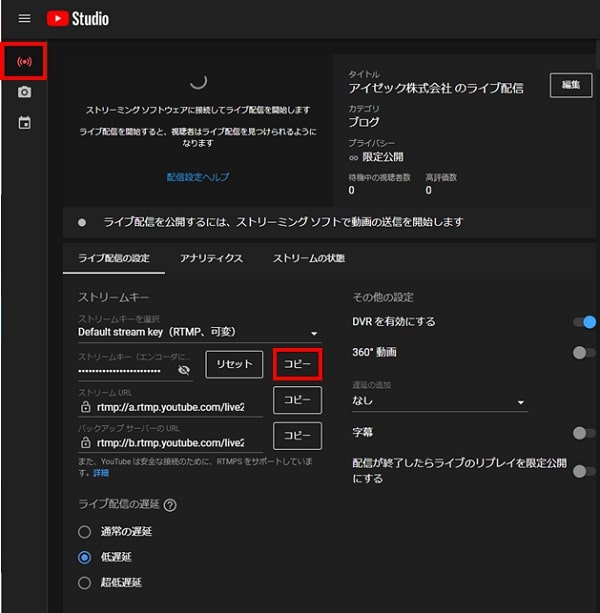 Studio
ストリーミング ソフトウェアに接続してライブ配信を開始します
ライブ配信を開始すると、視聴者はライブ配信を見つけられるように
なります
配信設定ヘルプ
タイトル
アイゼック株式会社 のライブ配信
編集
カテゴリ
ブログ
プライバシー
限定公開
待機中の視聴者数 高評価数
0 0
ライブ配信を公開するには、ストリーミング ソフトで動画の送信を開始します
ライブ配信の設定 アナリティクス ストリームの状態
ストリームキー
ストリームキーを選択
Default stream key（RTMP、可変）
ストリームキー（エンコーダに...
••••••••••••••••••••••••
リセット
コピー
ストリーム URL
rtmp://a.rtmp.youtube.com/live2
コピー
バックアップ サーバーの URL
rtmp://b.rtmp.youtube.com/live2
コピー
また、YouTube は安全な接続のために、RTMPS をサポートしていま
す。詳細
ライブ配信の遅延
通常の遅延
低遅延
超低遅延
その他の設定
DVR を有効にする
360° 動画
遅延の追加
なし
字幕
配信が終了したらライブのリプレイを限定公開
にする